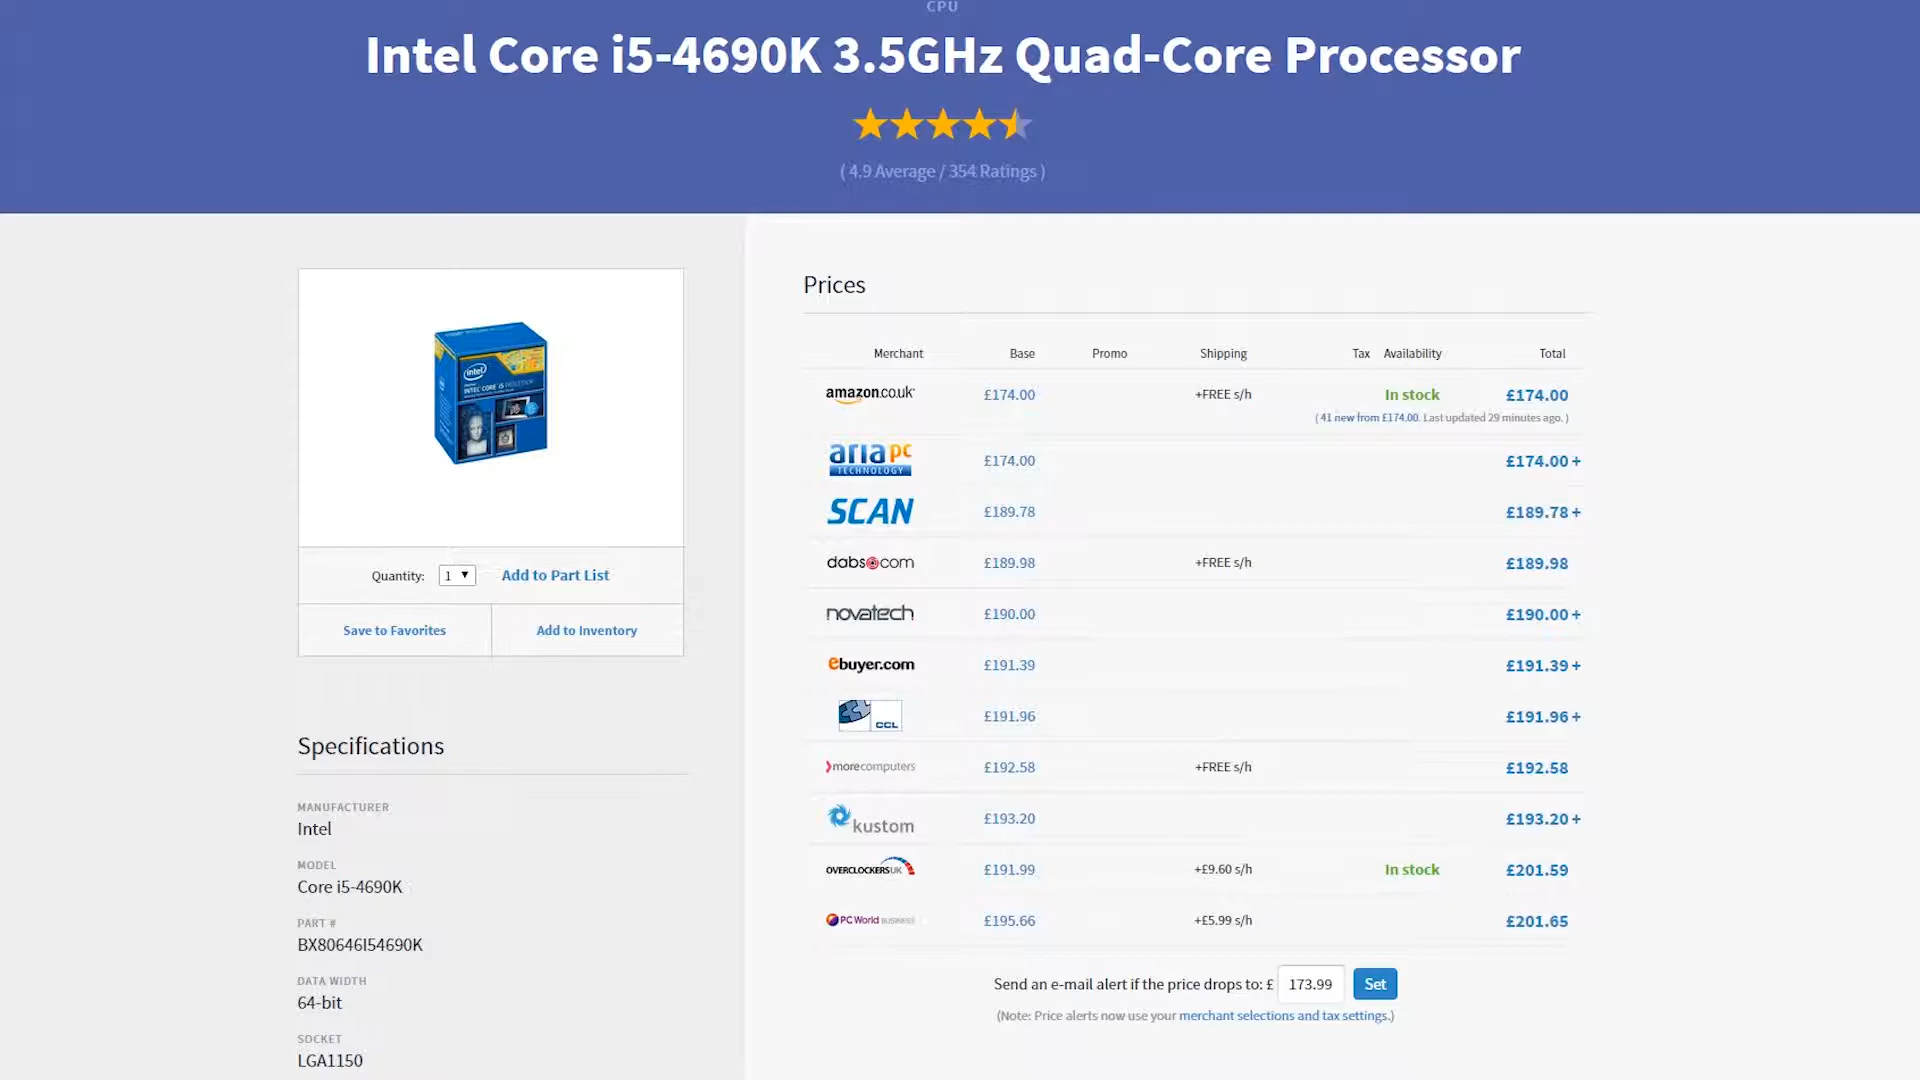 CPU
Intel Core i5-4690K 3.5GHz Quad-Core Processor
( 4.9 Average / 354 Ratings )
intel
INTEL CORE i5 PROCESSOR
Quantity: 1 Add to Part List
Save to Favorites Add to Inventory
Specifications
MANUFACTURER
Intel
MODEL
Core i5-4690K
PART #
BX80646I54690K
DATA WIDTH
64-bit
SOCKET
LGA1150
Prices
Merchant Base Promo Shipping Tax Availability Total
amazon.co.uk £174.00 +FREE s/h In stock £174.00
( 41 new from £174.00. Last updated 29 minutes ago. )
aria pc TECHNOLOGY £174.00 £174.00 +
SCAN £189.78 £189.78 +
dabs.com £189.98 +FREE s/h £189.98
novatech £190.00 £190.00 +
ebuyer.com £191.39 £191.39 +
CCL £191.96 £191.96 +
morecomputers £192.58 +FREE s/h £192.58
kustom £193.20 £193.20 +
OVERCLOCKERS UK £191.99 +£9.60 s/h In stock £201.59
PC World BUSINESS £195.66 +£5.99 s/h £201.65
Send an e-mail alert if the price drops to: £ 173.99 Set
(Note: Price alerts now use your merchant selections and tax settings.)